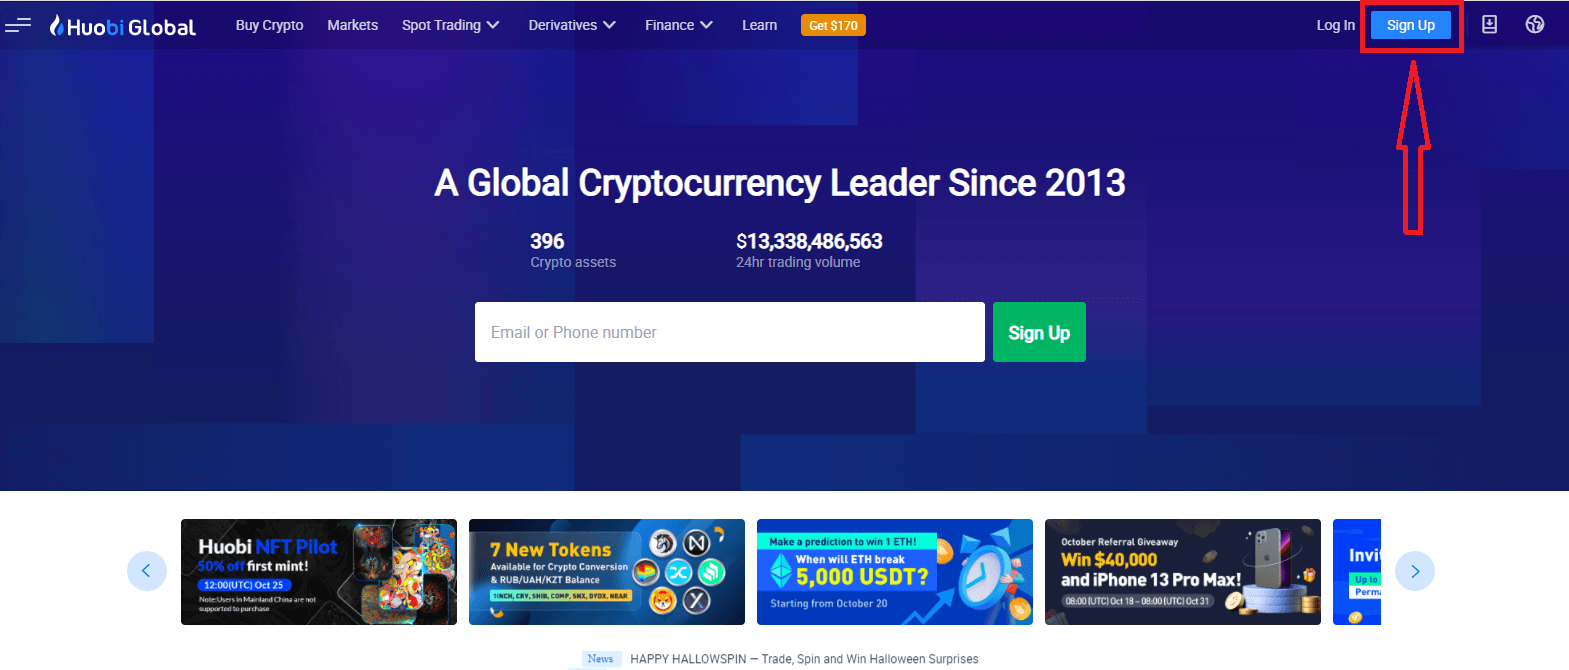 Huobi Global
Buy Crypto
Markets
Spot Trading
Derivatives
Finance
Learn
Get $170
Log In
Sign Up
A Global Cryptocurrency Leader Since 2013
396
Crypto assets
$13,338,486,563
24hr trading volume
Email or Phone number
Sign Up
Huobi NFT Pilot
50% off first mint!
12:00(UTC) Oct 25
Note:Users in Mainland China are not
supported to purchase
7 New Tokens
Available for Crypto Conversion
& RUB/UAH/KZT Balance
1INCH, CRV, SHIB, COMP, SNX, DYDX, NEAR
Make a prediction to win 1 ETH!
When will ETH break
5,000 USDT?
Starting from October 20
October Referral Giveaway
Win $40,000
and iPhone 13 Pro Max!
08:00 (UTC) Oct 18 – 08:00 (UTC) Oct 31
Invit
Up to
Perma
News
HAPPY HALLOWSPIN — Trade, Spin and Win Halloween Surprises